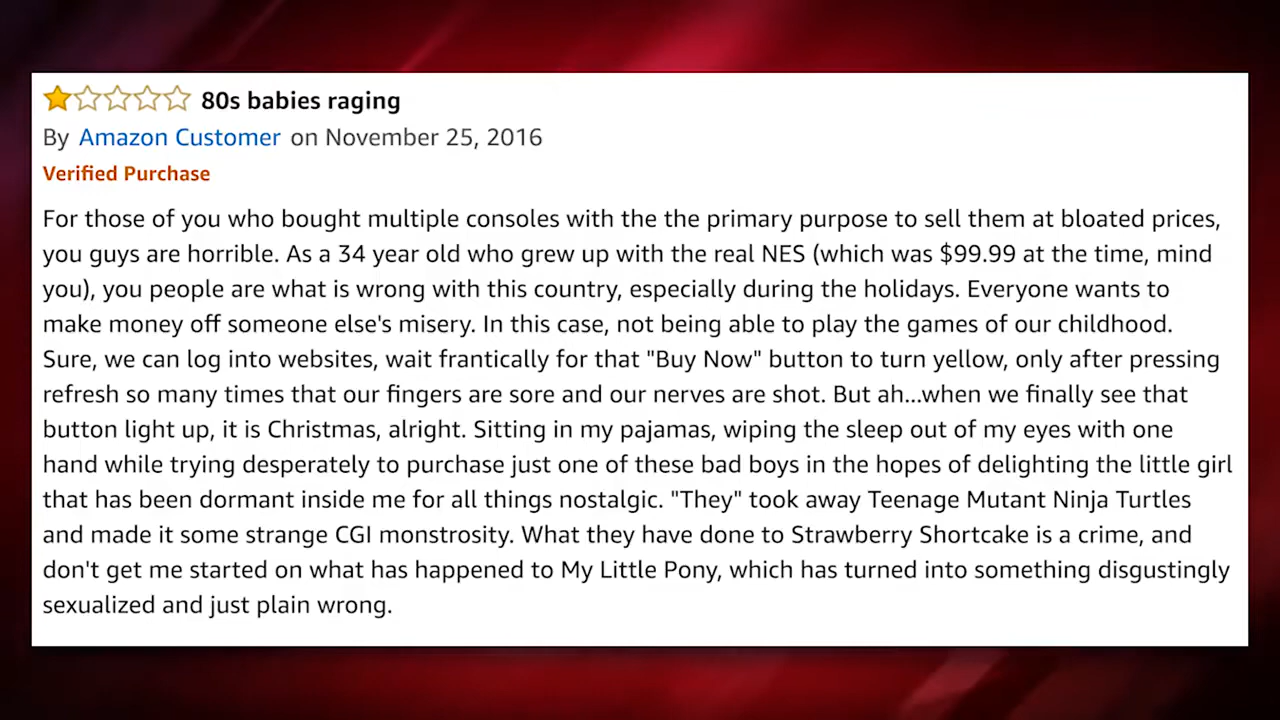 80s babies raging
By Amazon Customer on November 25, 2016
Verified Purchase
For those of you who bought multiple consoles with the the primary purpose to sell them at bloated prices,
you guys are horrible. As a 34 year old who grew up with the real NES (which was $99.99 at the time, mind
you), you people are what is wrong with this country, especially during the holidays. Everyone wants to
make money off someone else's misery. In this case, not being able to play the games of our childhood.
Sure, we can log into websites, wait frantically for that "Buy Now" button to turn yellow, only after pressing
refresh so many times that our fingers are sore and our nerves are shot. But ah...when we finally see that
button light up, it is Christmas, alright. Sitting in my pajamas, wiping the sleep out of my eyes with one
hand while trying desperately to purchase just one of these bad boys in the hopes of delighting the little girl
that has been dormant inside me for all things nostalgic. "They" took away Teenage Mutant Ninja Turtles
and made it some strange CGI monstrosity. What they have done to Strawberry Shortcake is a crime, and
don't get me started on what has happened to My Little Pony, which has turned into something disgustingly
sexualized and just plain wrong.